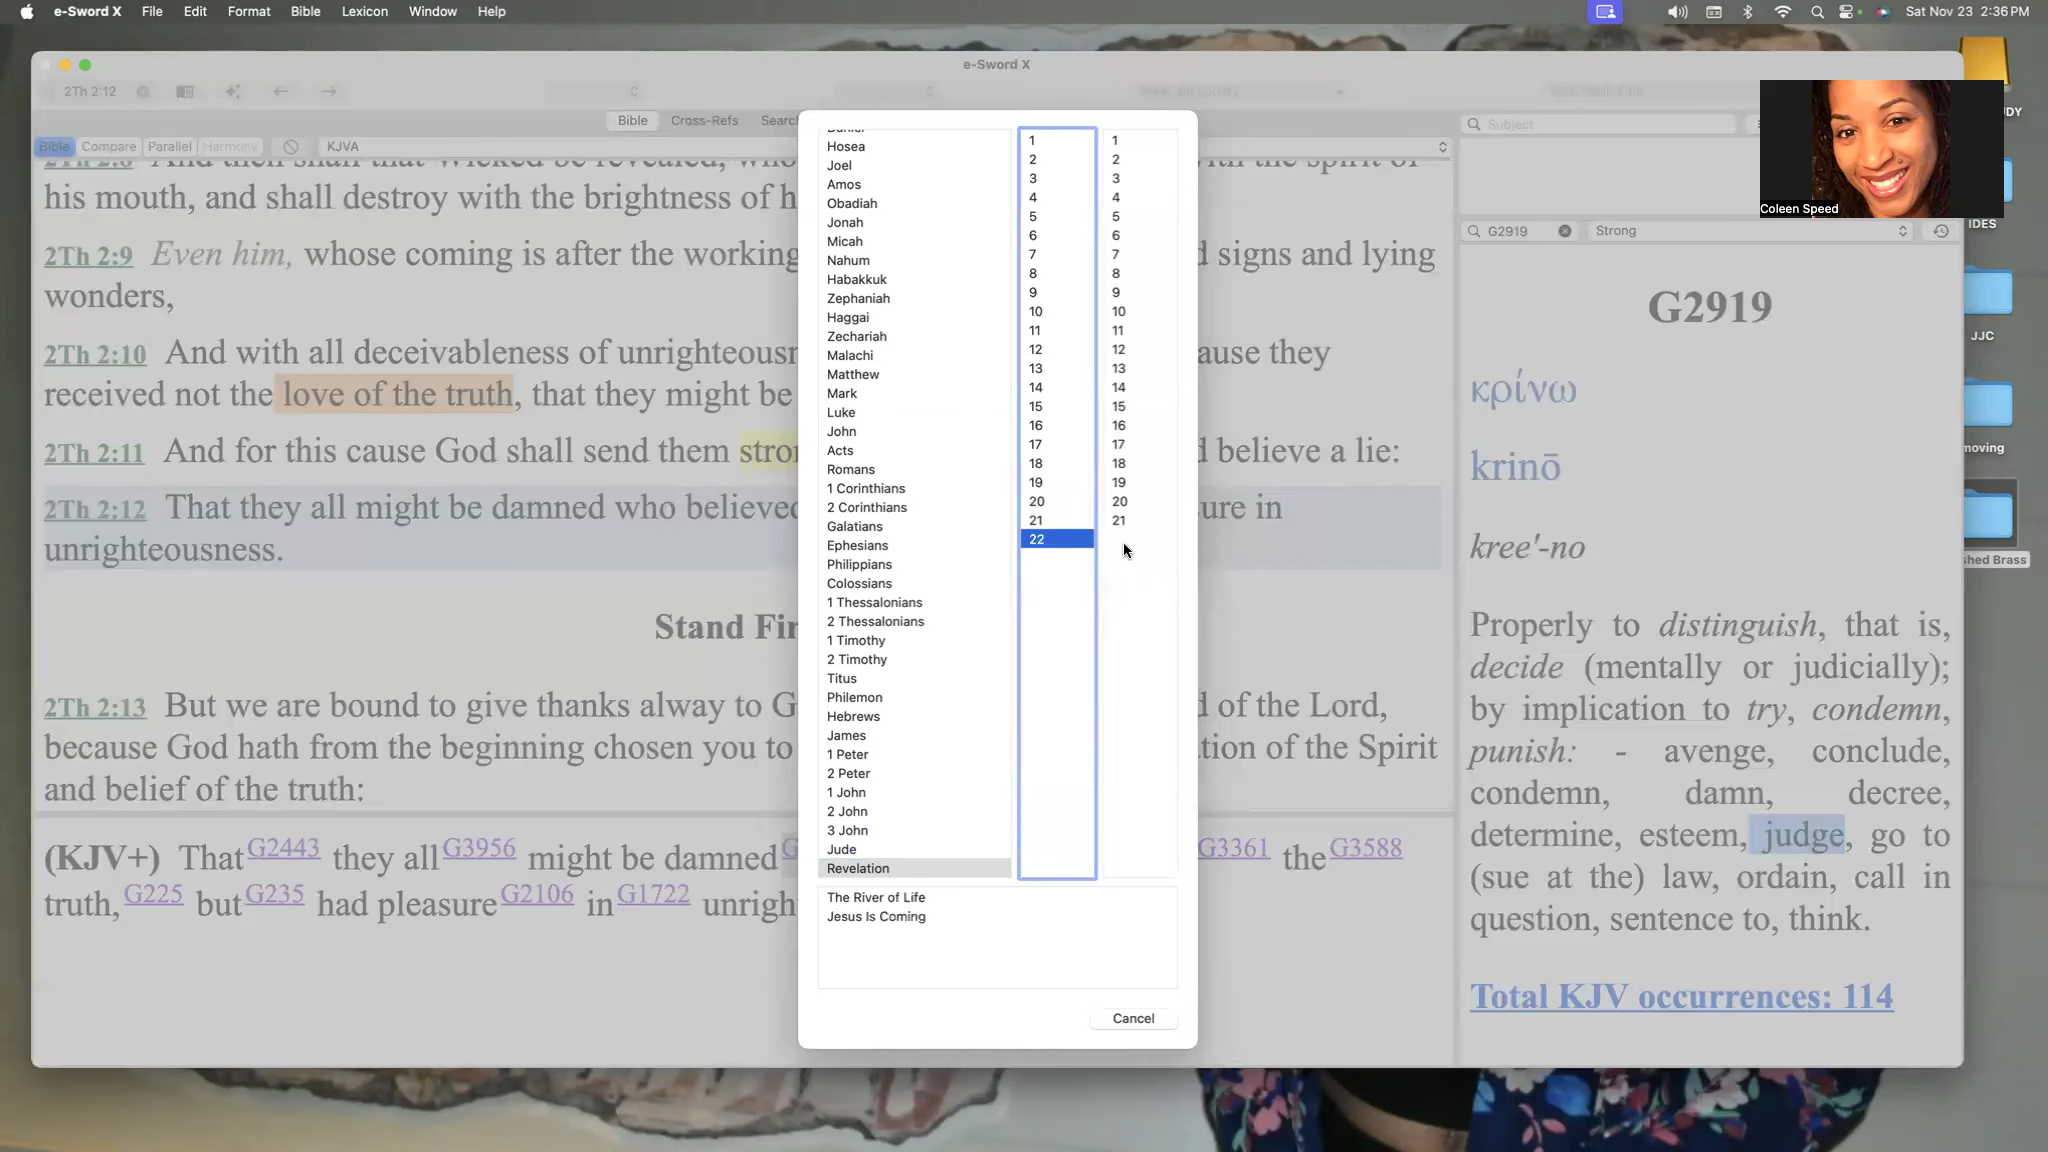 e-Sword X File Edit Format Bible Lexicon Window Help
Sat Nov 23 2:36 PM
e-Sword X
2Th 2:12
Bible Cross-Refs Search
Bible Compare Parallel Harmony
KJVA
Subject
Coleen Speed
his mouth, and shall destroy with the brightness of h
2Th 2:9 Even him, whose coming is after the working
signs and lying
wonders,
2Th 2:10 And with all deceivableness of unrighteousn
ause they
received not the love of the truth, that they might be
2Th 2:11 And for this cause God shall send them stron
believe a lie:
2Th 2:12 That they all might be damned who believed
ure in
unrighteousness.
Stand Fir
2Th 2:13 But we are bound to give thanks alway to G
of the Lord,
because God hath from the beginning chosen you to
tion of the Spirit
and belief of the truth:
(KJV+) That G2443 they all G3956 might be damned
G3361 the G3588
truth, G225 but G235 had pleasure G2106 in G1722 unrigh
Daniel
Hosea
Joel
Amos
Obadiah
Jonah
Micah
Nahum
Habakkuk
Zephaniah
Haggai
Zechariah
Malachi
Matthew
Mark
Luke
John
Acts
Romans
1 Corinthians
2 Corinthians
Galatians
Ephesians
Philippians
Colossians
1 Thessalonians
2 Thessalonians
1 Timothy
2 Timothy
Titus
Philemon
Hebrews
James
1 Peter
2 Peter
1 John
2 John
3 John
Jude
Revelation
1
2
3
4
5
6
7
8
9
10
11
12
13
14
15
16
17
18
19
20
21
22
1
2
3
4
5
6
7
8
9
10
11
12
13
14
15
16
17
18
19
20
21
The River of Life
Jesus Is Coming
Cancel
G2919 Strong
G2919
κρίνω
krinō
kree'-no
Properly to distinguish, that is,
decide (mentally or judicially);
by implication to try, condemn,
punish: - avenge, conclude,
condemn, damn, decree,
determine, esteem, judge, go to
(sue at the) law, ordain, call in
question, sentence to, think.
Total KJV occurrences: 114
UDY
IDES
JJC
moving
shed Brass